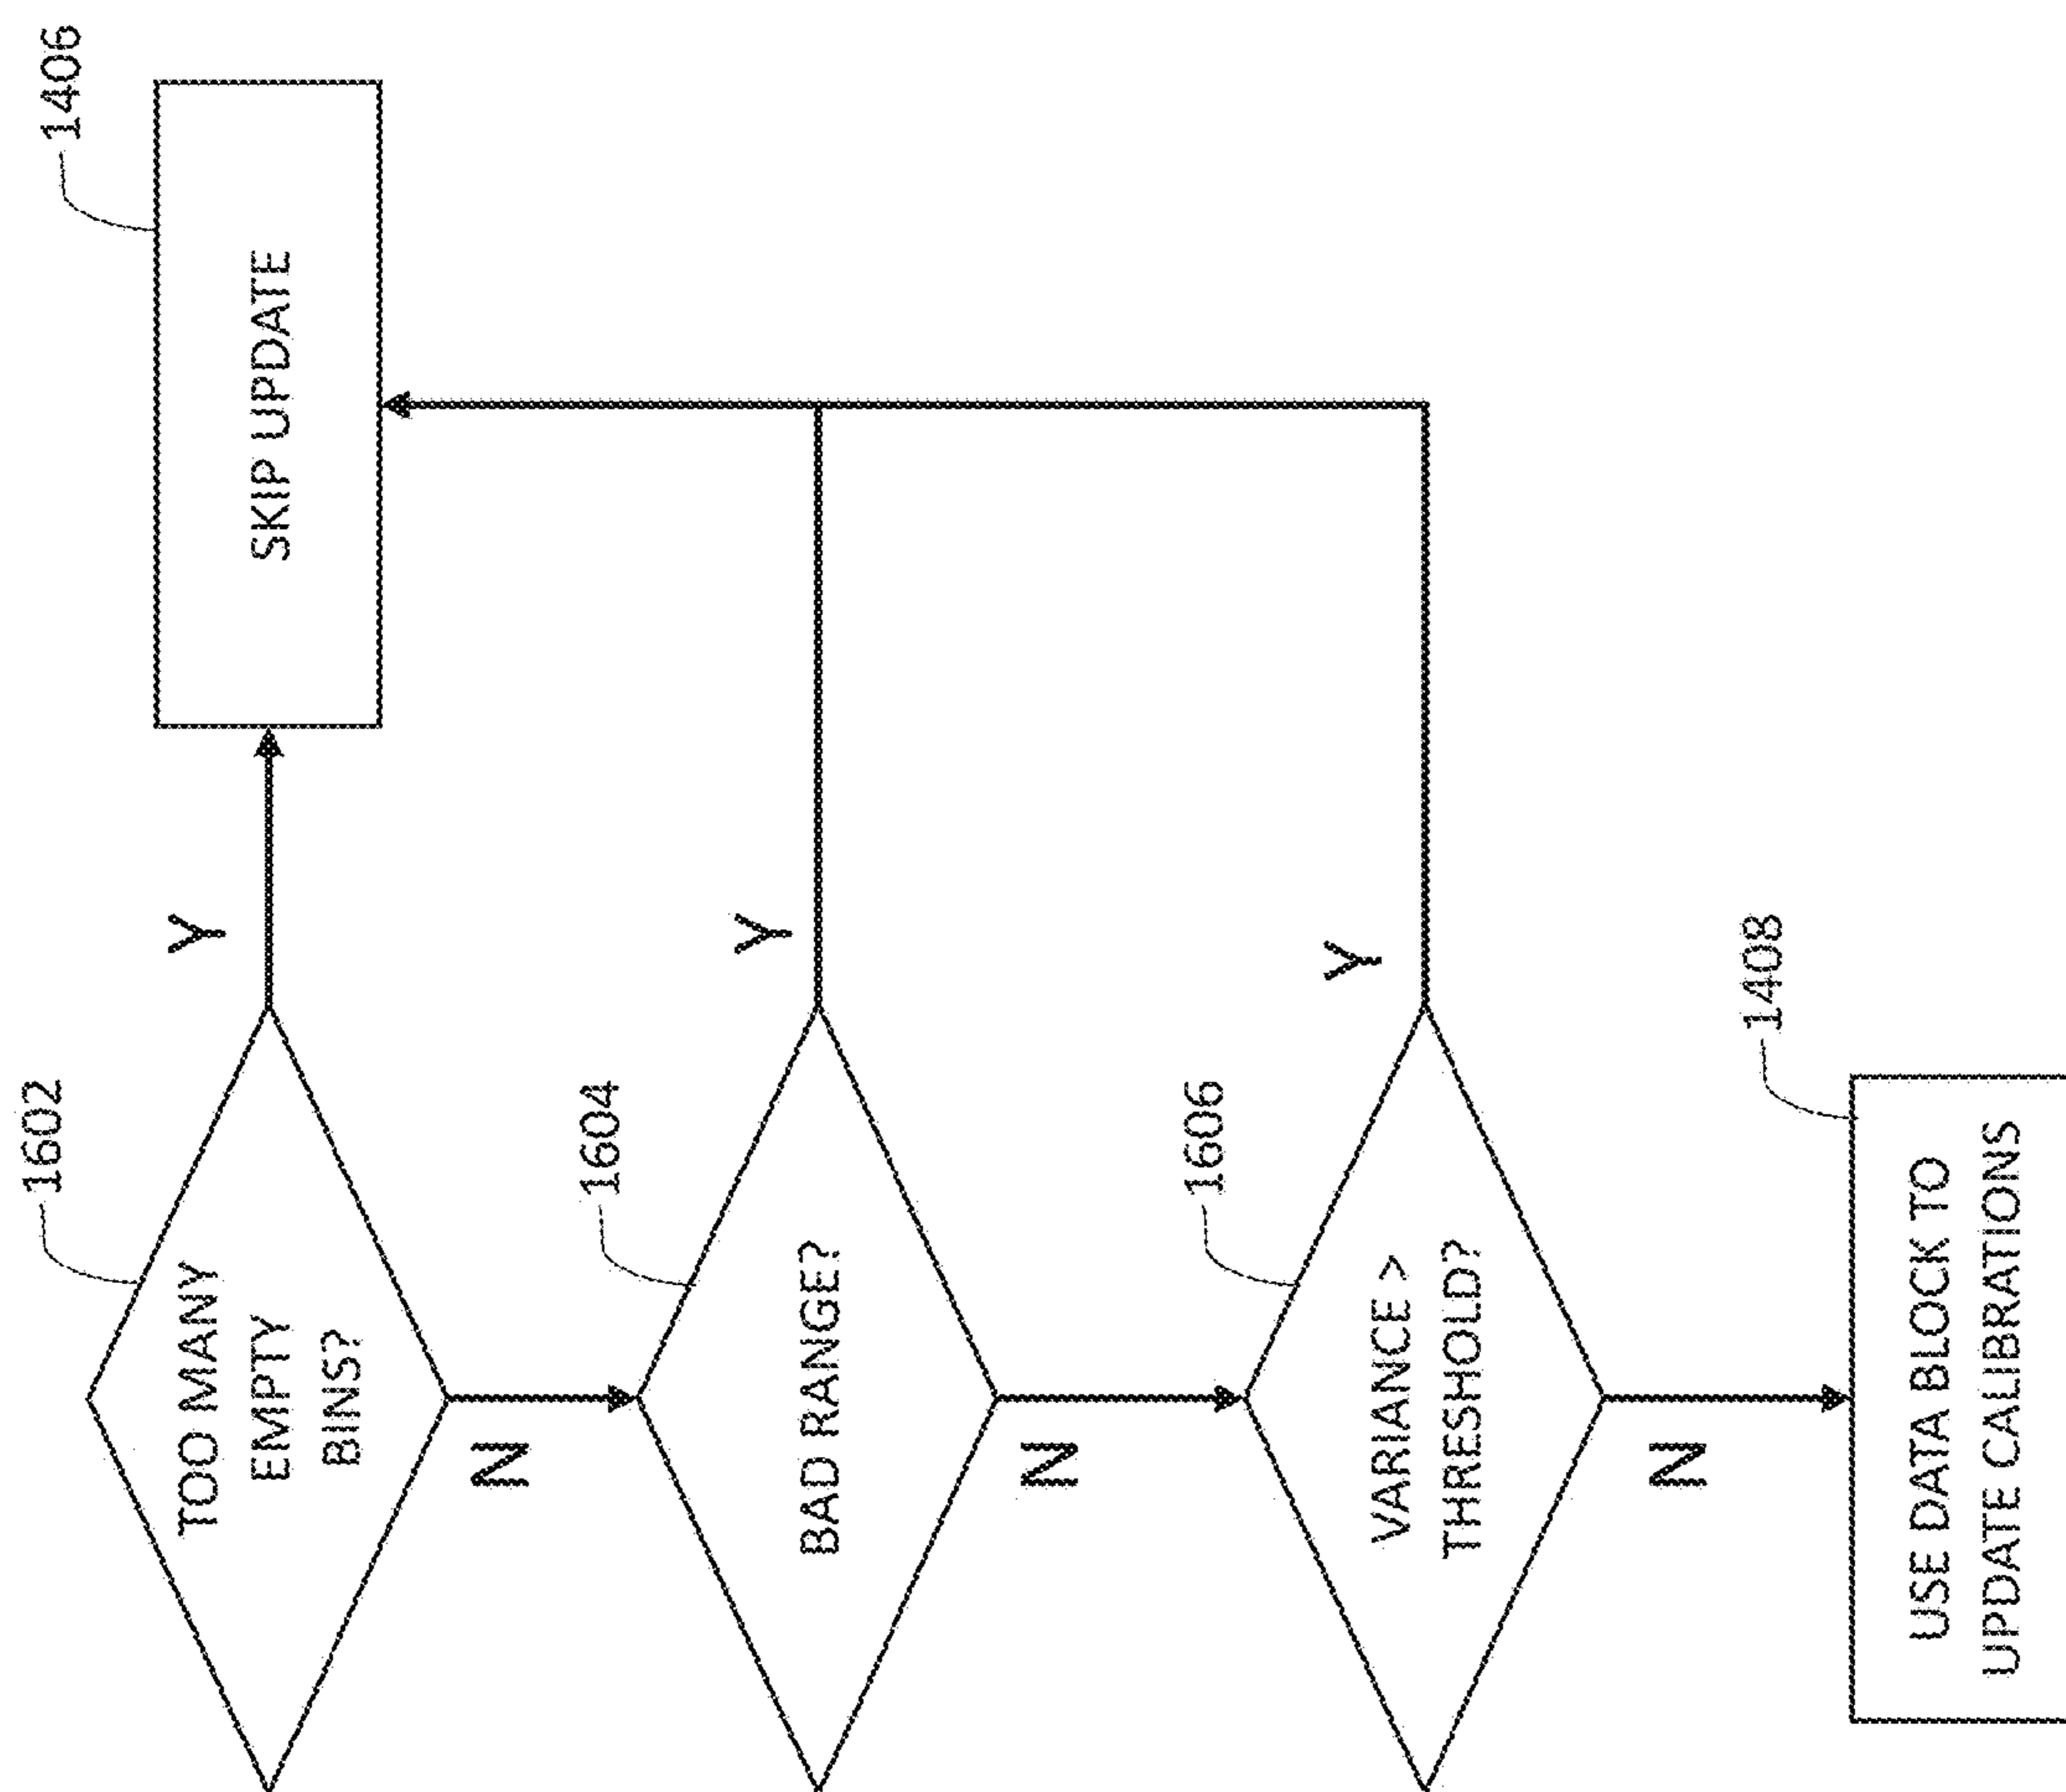 1602
TOO MANY
EMPTY
BINS?
Y
1406
SKIP UPDATE
N
1604
BAD RANGE?
Y
N
1606
VARIANCE >
THRESHOLD?
Y
N
1408
USE DATA BLOCK TO
UPDATE CALIBRATIONS